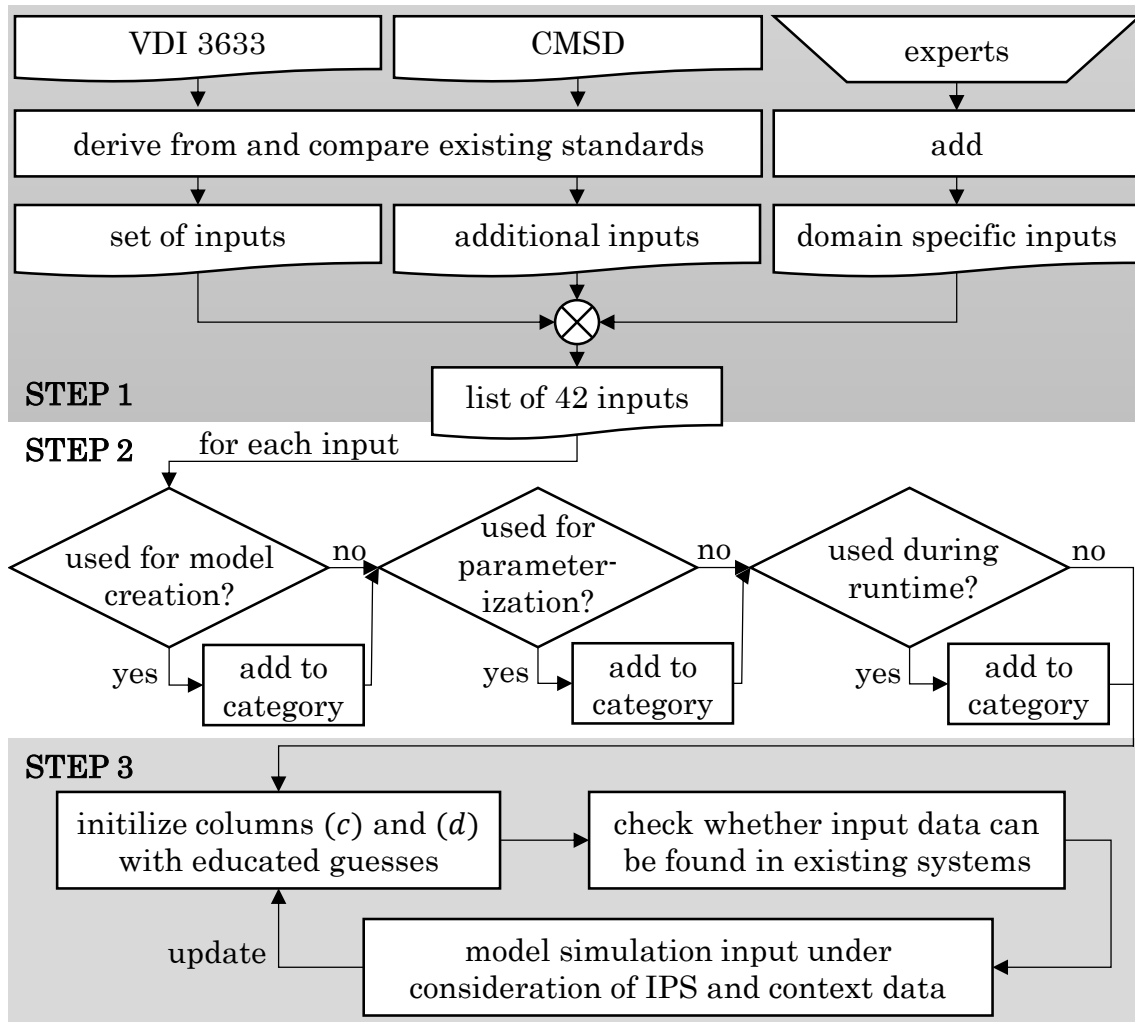 VDI 3633
CMSD
experts
derive from and compare existing standards
add
set of inputs
additional inputs
domain specific inputs
STEP 1
list of 42 inputs
STEP 2
for each input
used for model
creation?
no
used for
parameter-
ization?
no
used during
runtime?
no
yes
add to
category
yes
add to
category
yes
add to
category
STEP 3
initilize columns (c) and (d)
with educated guesses
check whether input data can
be found in existing systems
update
model simulation input under
consideration of IPS and context data